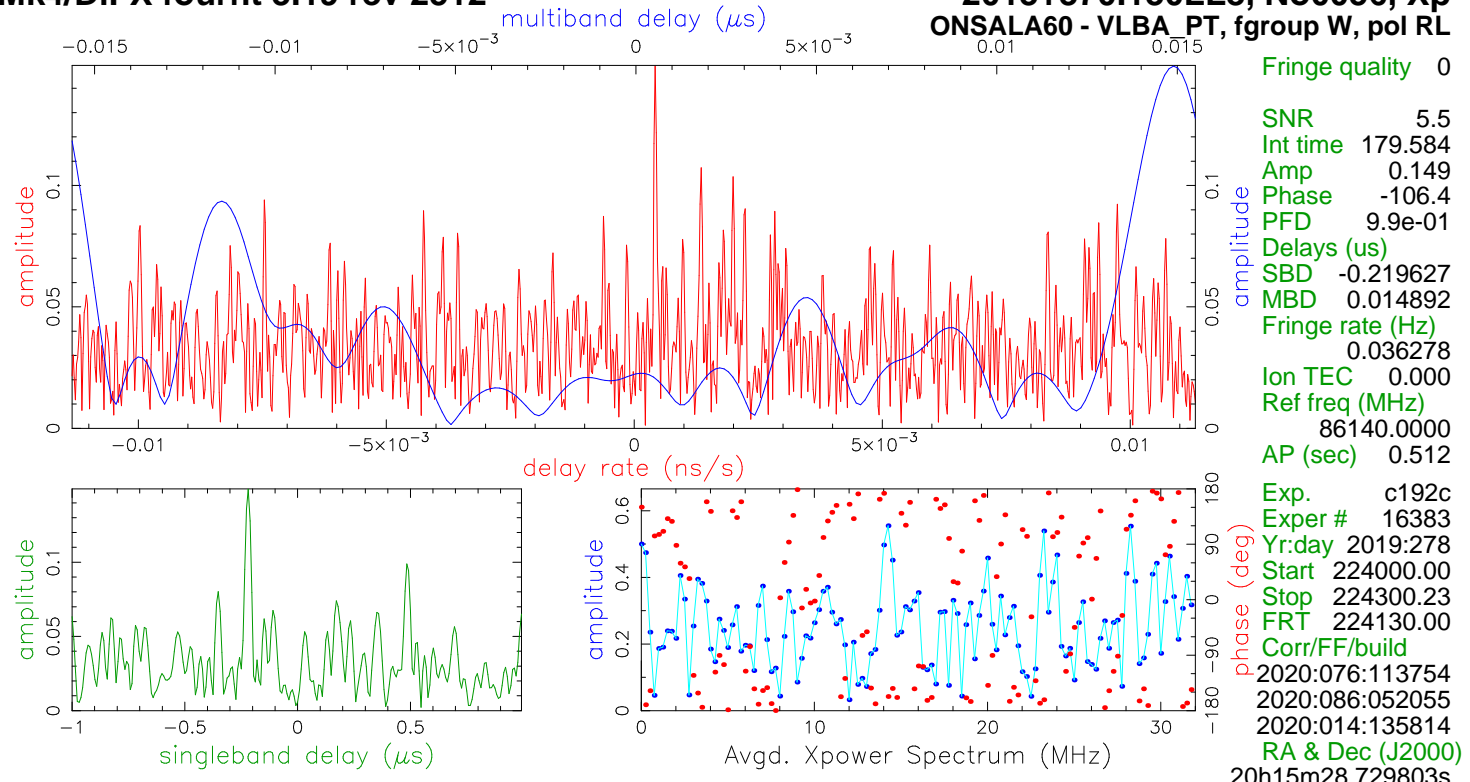 multiband delay (μs)
ONSALA60 - VLBA_PT, fgroup W, pol RL
−0.015 −0.01 −5×10⁻³ 0 5×10⁻³ 0.01 0.015
Fringe quality 0
SNR 5.5
Int time 179.584
Amp 0.149
Phase -106.4
PFD 9.9e-01
Delays (us)
SBD -0.219627
MBD 0.014892
Fringe rate (Hz)
0.036278
Ion TEC 0.000
Ref freq (MHz)
86140.0000
AP (sec) 0.512
Exp. c192c
Exper # 16383
Yr:day 2019:278
Start 224000.00
Stop 224300.23
FRT 224130.00
Corr/FF/build
2020:076:113754
2020:086:052055
2020:014:135814
RA & Dec (J2000)
20h15m28.729803s
amplitude
0 0.05 0.1
amplitude
0 0.05 0.1
−0.01 −5×10⁻³ 0 5×10⁻³ 0.01
delay rate (ns/s)
amplitude
0 0.05 0.1
−1 −0.5 0 0.5
singleband delay (μs)
amplitude
0 0.2 0.4 0.6
phase (deg)
−180 −90 0 90 180
0 10 20 30
Avgd. Xpower Spectrum (MHz)